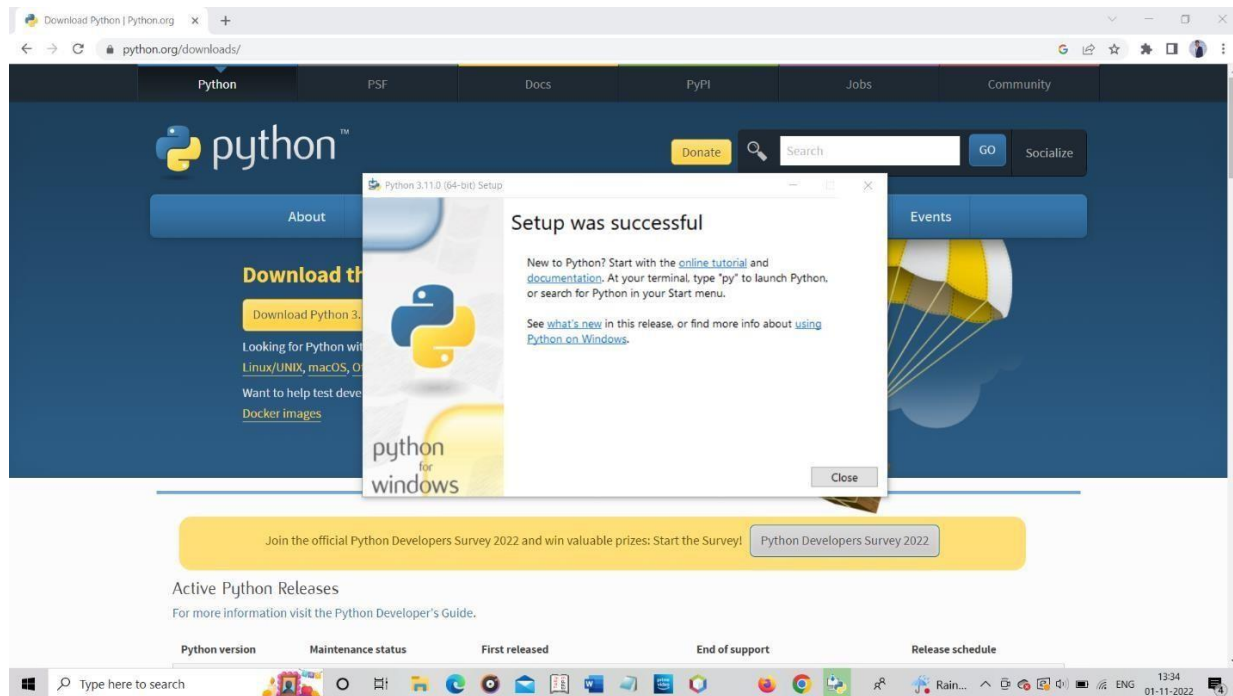 Download Python | Python.org
python.org/downloads/
Python PSF Docs PyPI Jobs Community
python™
Donate Search GO Socialize
Python 3.11.0 (64-bit) Setup
About Events
Setup was successful
New to Python? Start with the online tutorial and
documentation. At your terminal, type "py" to launch Python,
or search for Python in your Start menu.
See what's new in this release, or find more info about using
Python on Windows.
Download th
Download Python 3.
Looking for Python wit
Linux/UNIX, macOS, O
Want to help test deve
Docker images
python
for
windows
Close
Join the official Python Developers Survey 2022 and win valuable prizes: Start the Survey! Python Developers Survey 2022
Active Python Releases
For more information visit the Python Developer's Guide.
Python version Maintenance status First released End of support Release schedule
Type here to search
Rain... ENG 13:34
011-11-2022